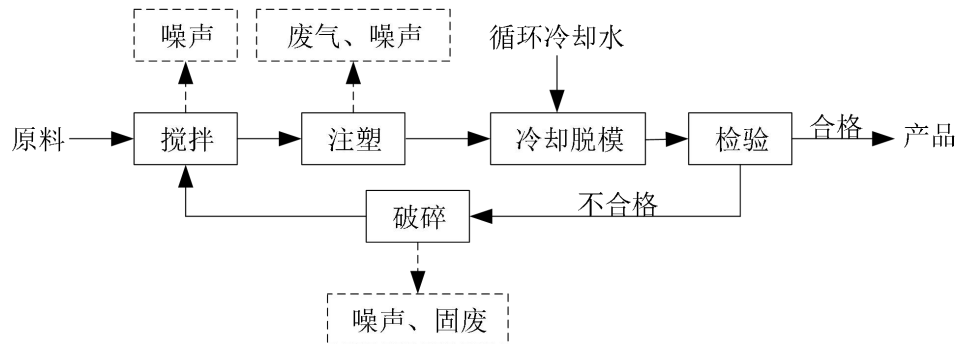 噪声
废气、噪声
循环冷却水
原料
搅拌
注塑
冷却脱模
检验
合格
产品
破碎
不合格
噪声、固废